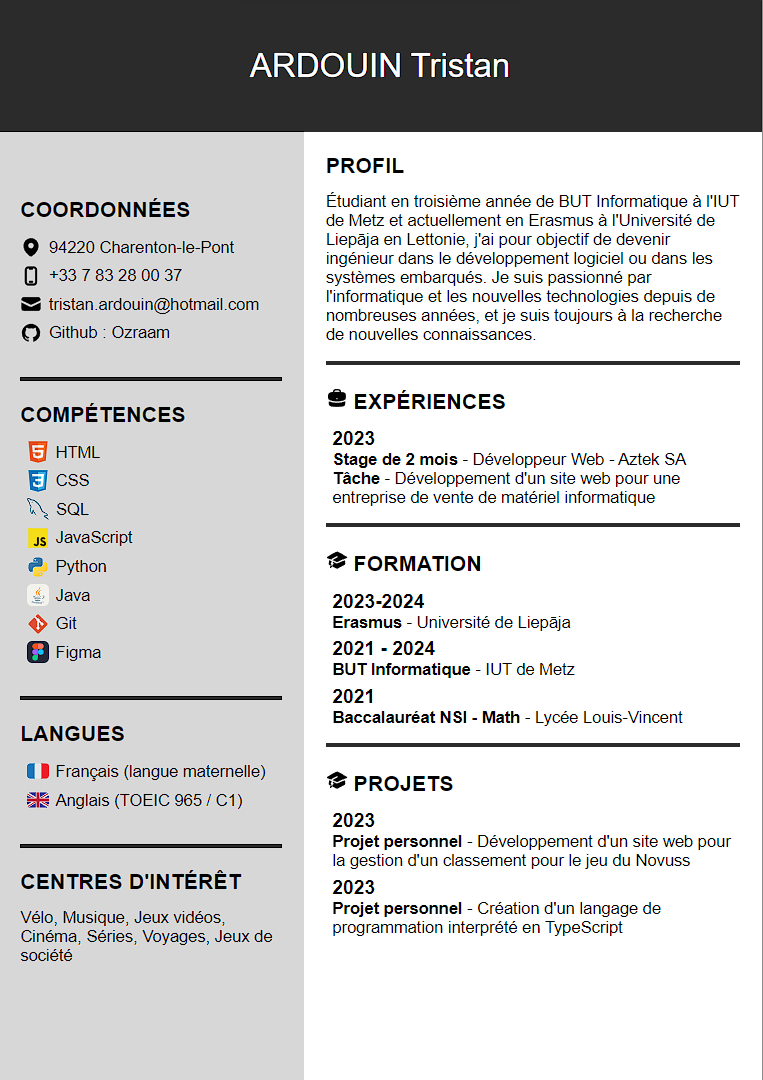 ARDOUIN Tristan
COORDONNÉES
94220 Charenton-le-Pont
+33 7 83 28 00 37
tristan.ardouin@hotmail.com
Github : Ozraam
COMPÉTENCES
HTML
CSS
SQL
JS JavaScript
Python
Java
Git
Figma
LANGUES
Français (langue maternelle)
Anglais (TOEIC 965 / C1)
CENTRES D'INTÉRÊT
Vélo, Musique, Jeux vidéos,
Cinéma, Séries, Voyages, Jeux de
société
PROFIL
Étudiant en troisième année de BUT Informatique à l'IUT
de Metz et actuellement en Erasmus à l'Université de
Liepāja en Lettonie, j'ai pour objectif de devenir
ingénieur dans le développement logiciel ou dans les
systèmes embarqués. Je suis passionné par
l'informatique et les nouvelles technologies depuis de
nombreuses années, et je suis toujours à la recherche
de nouvelles connaissances.
EXPÉRIENCES
2023
Stage de 2 mois - Développeur Web - Aztek SA
Tâche - Développement d'un site web pour une
entreprise de vente de matériel informatique
FORMATION
2023-2024
Erasmus - Université de Liepāja
2021 - 2024
BUT Informatique - IUT de Metz
2021
Baccalauréat NSI - Math - Lycée Louis-Vincent
PROJETS
2023
Projet personnel - Développement d'un site web pour
la gestion d'un classement pour le jeu du Novuss
2023
Projet personnel - Création d'un langage de
programmation interprété en TypeScript